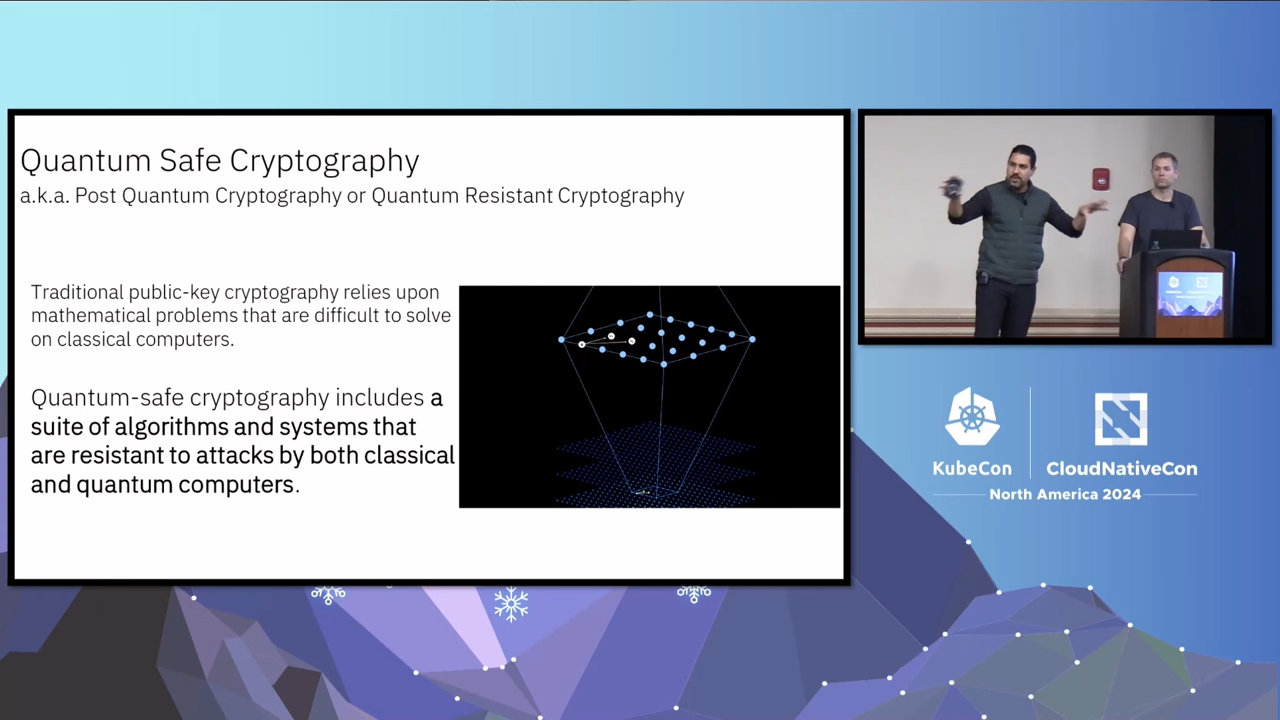 Quantum Safe Cryptography
a.k.a. Post Quantum Cryptography or Quantum Resistant Cryptography
Traditional public-key cryptography relies upon
mathematical problems that are difficult to solve
on classical computers.
Quantum-safe cryptography includes a
suite of algorithms and systems that
are resistant to attacks by both classical
and quantum computers.
KubeCon
CloudNativeCon
North America 2024